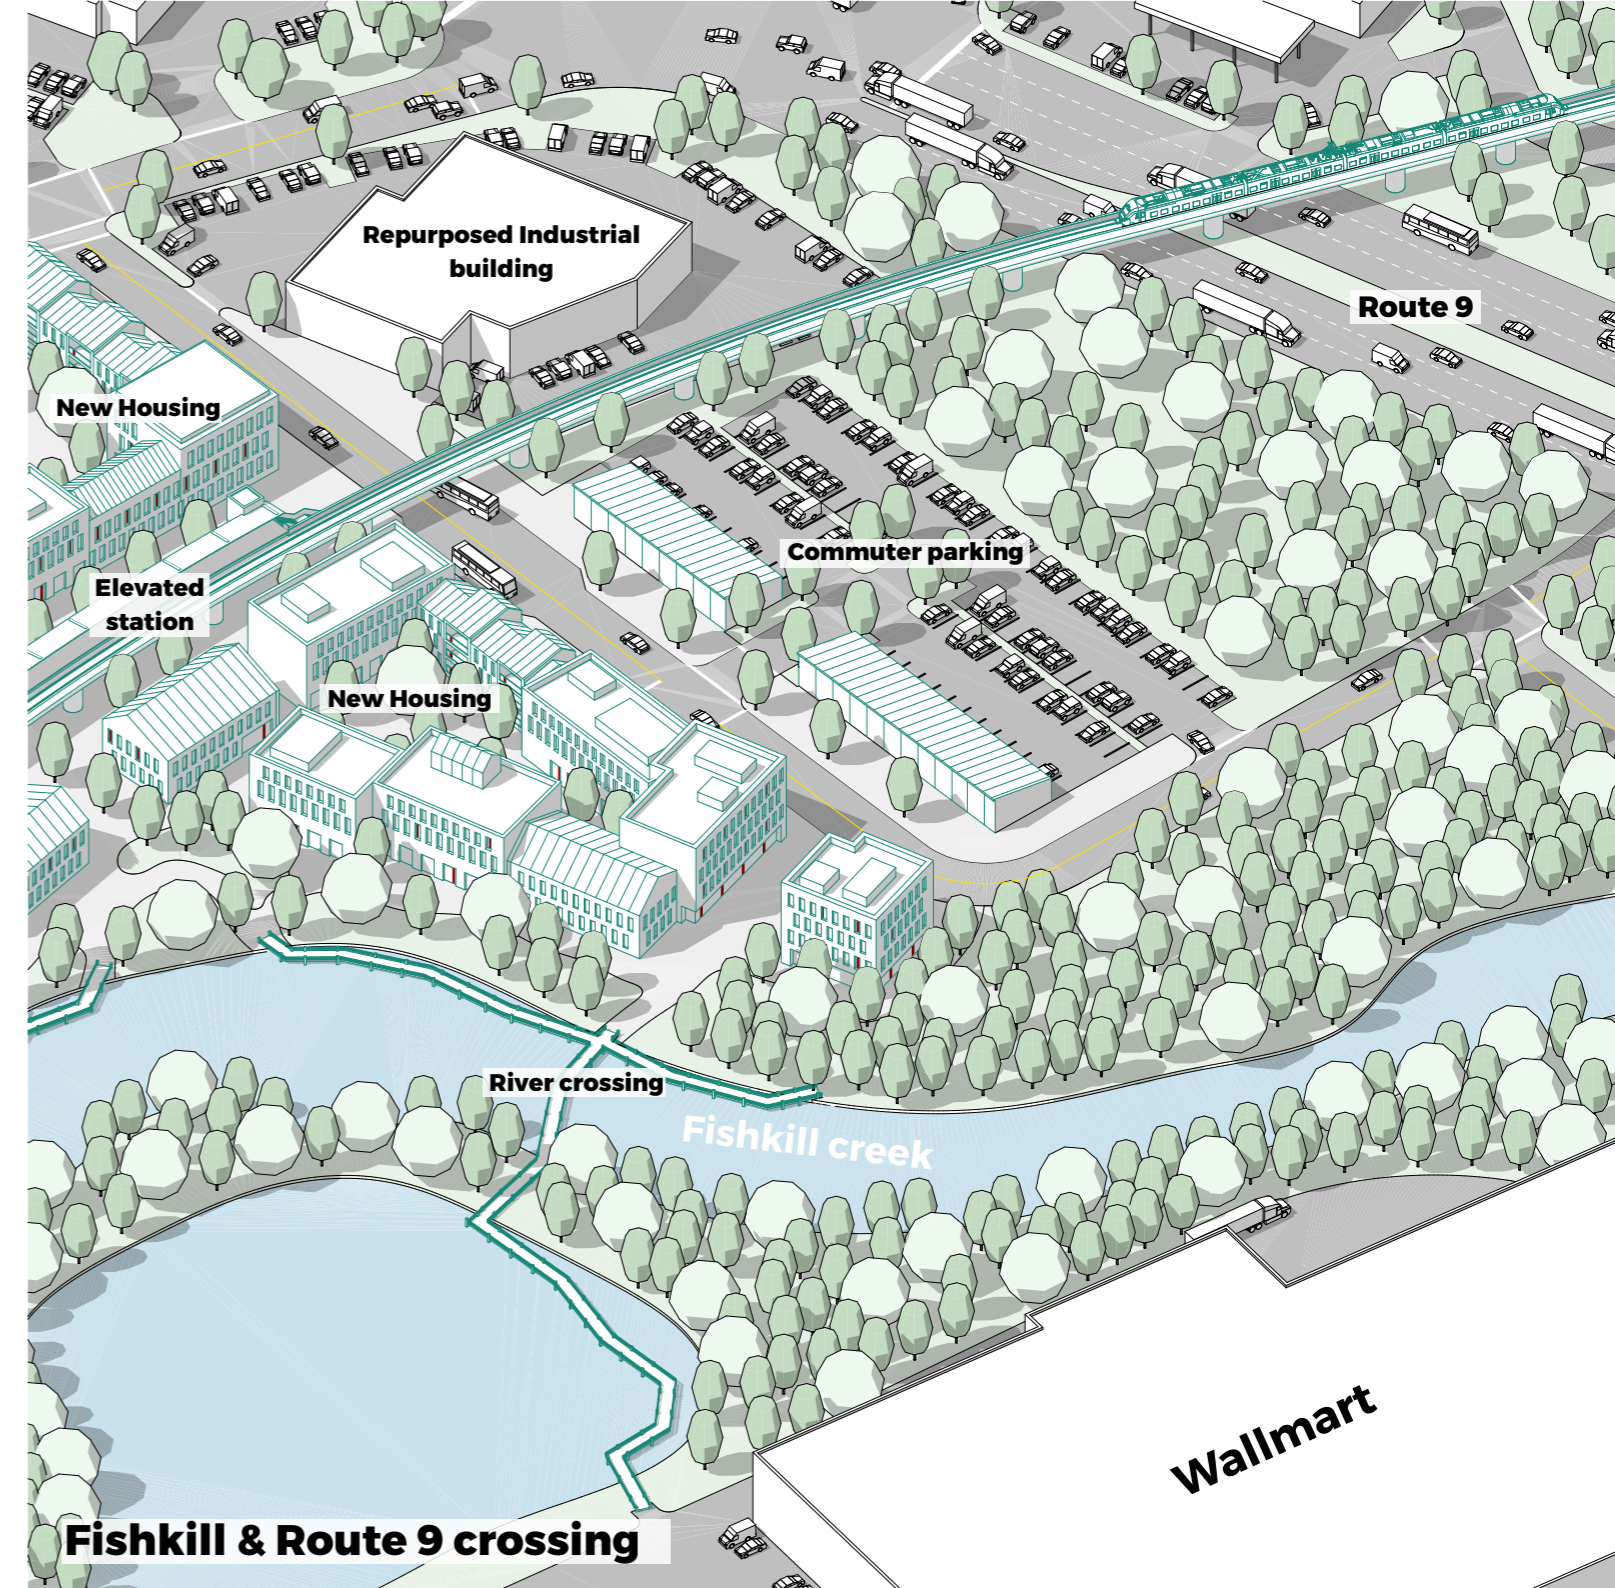 Repurposed Industrial
building
Route 9
New Housing
Commuter parking
Elevated
station
New Housing
River crossing
Fishkill creek
Wallmart
Fishkill & Route 9 crossing